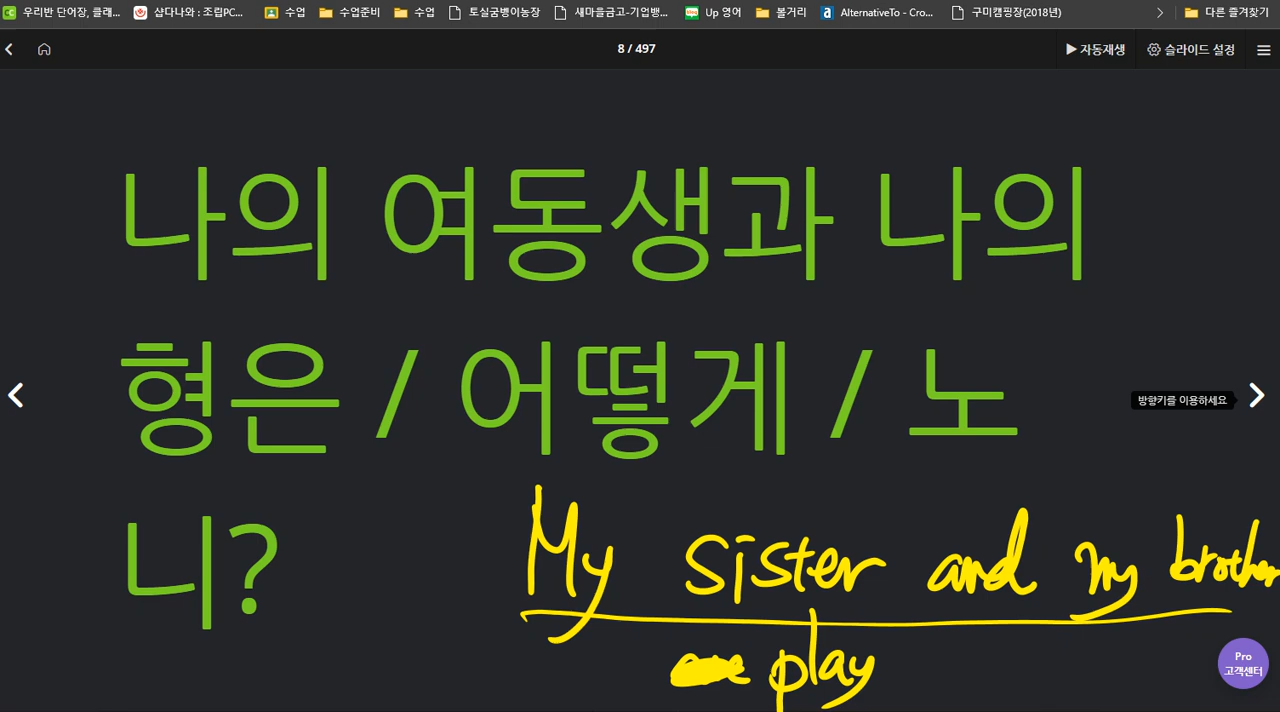 우리반 단어장, 클래... 샵다나와 : 조립PC... 수업 수업준비 수업 토실굼벵이농장 새마을금고-기업뱅... Up 영어 볼거리 AlternativeTo - Cro... 구미캠핑장(2018년) 다른 즐겨찾기
8 / 497 자동재생 슬라이드 설정
나의 여동생과 나의
형은 / 어떻게 / 노
방향키를 이용하세요
니?
My sister and my brother
play
Pro
고객센터